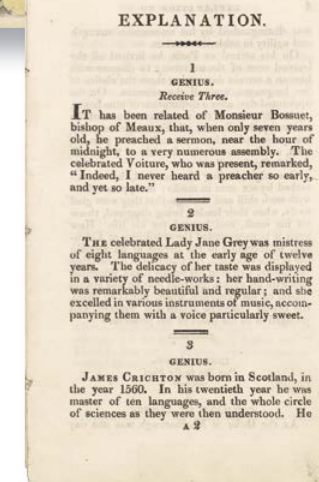 EXPLANATION.
1
GENIUS.
Receive Three.
IT has been related of Monsieur Bossuet,
bishop of Meaux, that, when only seven years
old, he preached a sermon, near the hour of
midnight, to a very numerous assembly. The
celebrated Voiture, who was present, remarked,
“Indeed, I never heard a preacher so early,
and yet so late.”
2
GENIUS.
THE celebrated Lady Jane Grey was mistress
of eight languages at the early age of twelve
years. The delicacy of her taste was displayed
in a variety of needle-works; her hand-writing
was remarkably beautiful and regular; and she
excelled in various instruments of music, accom-
panying them with a voice particularly sweet.
3
GENIUS.
JAMES CRICHTON was born in Scotland, in
the year 1560. In his twentieth year he was
master of ten languages, and the whole circle
of sciences as they were then understood. He
A 2